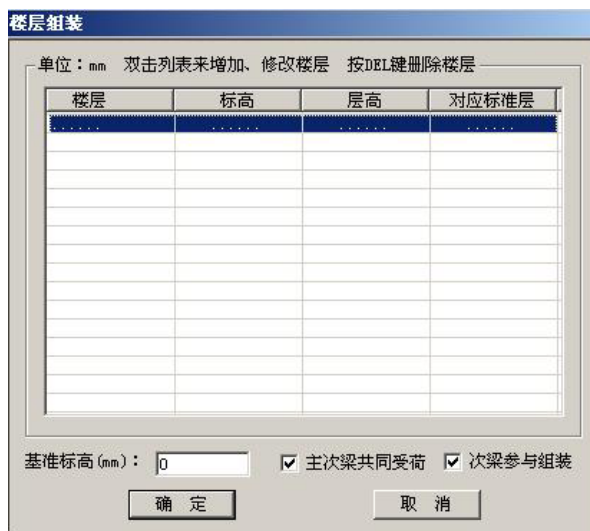 楼层组装
单位：mm 双击列表来增加、修改楼层 按DEL键删除楼层
楼层 标高 层高 对应标准层
...... ...... ...... ......
基准标高(mm)： 0 主次梁共同受荷 次梁参与组装
确 定 取 消